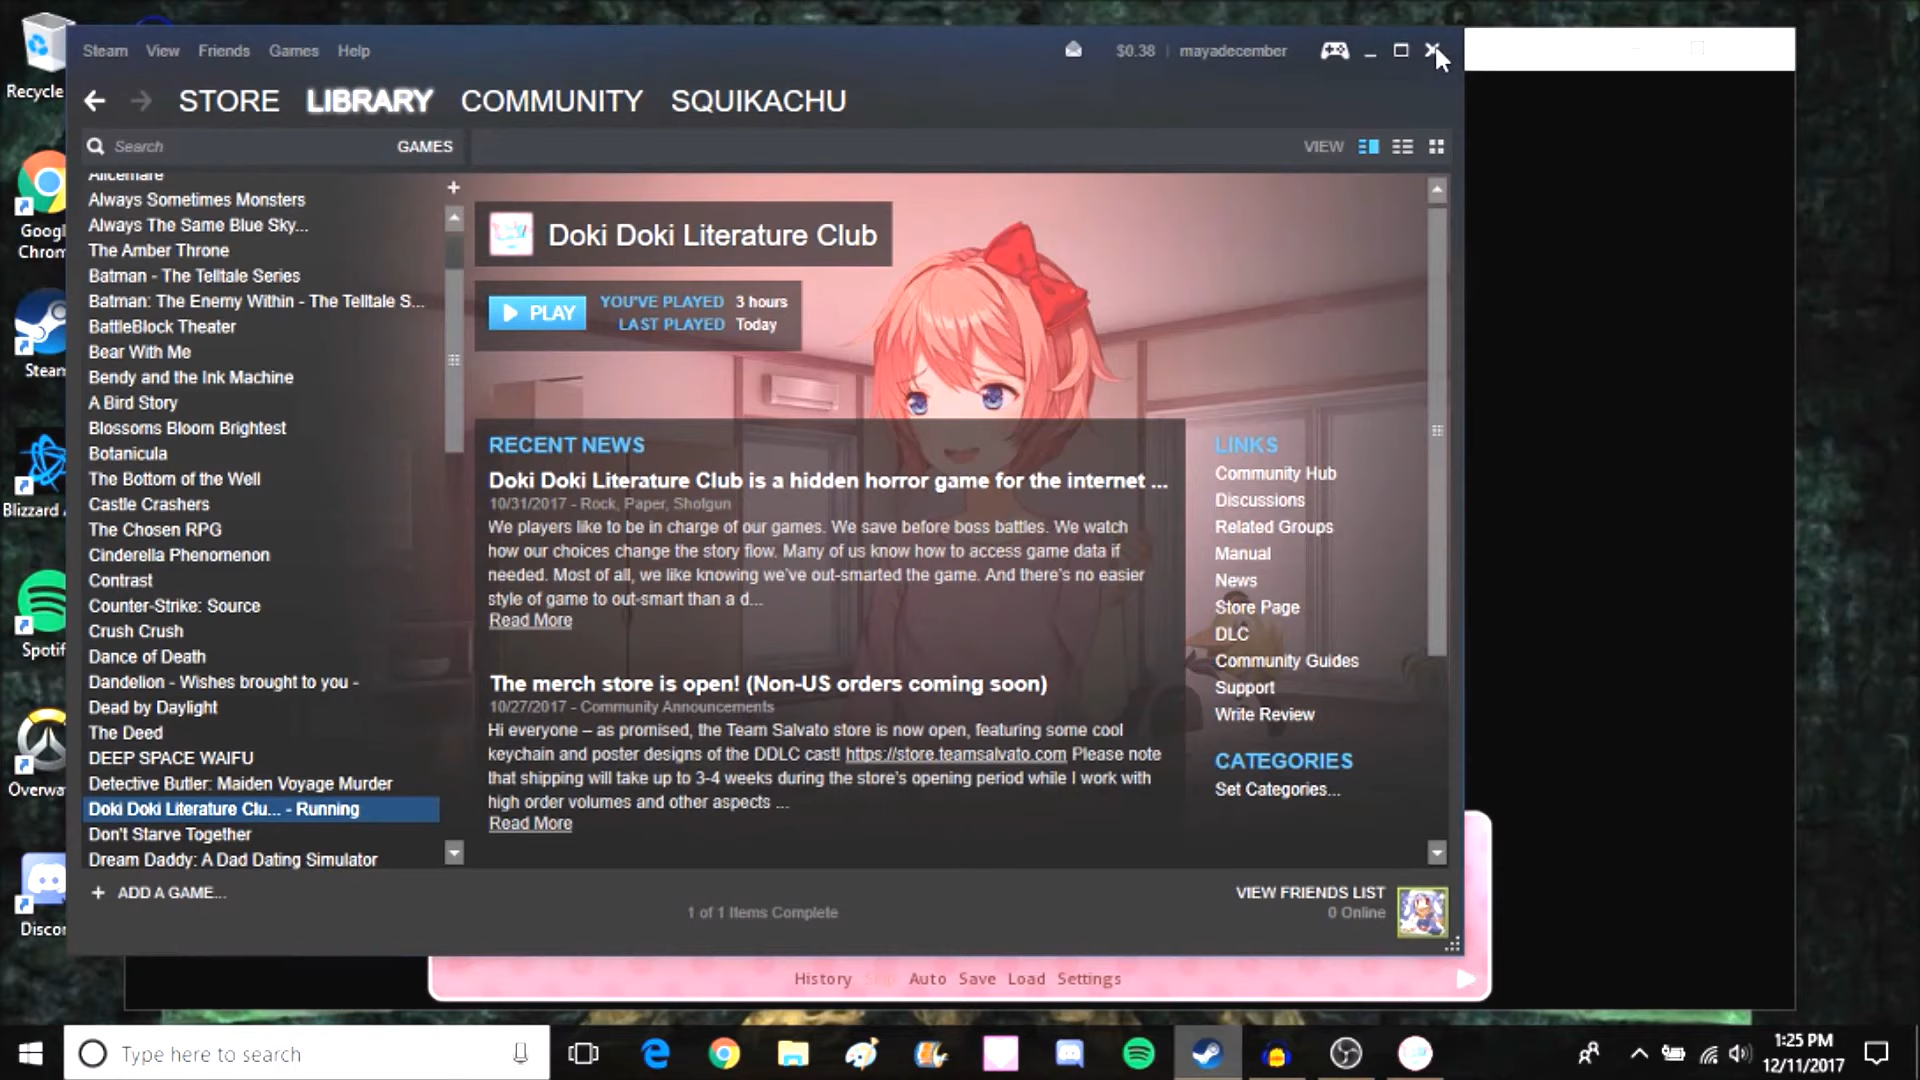 Recycle
Steam View Friends Games Help
$0.38 | mayadecember
STORE LIBRARY COMMUNITY SQUIKACHU
Search GAMES
VIEW
Alicemare
Always Sometimes Monsters
Always The Same Blue Sky...
The Amber Throne
Batman - The Telltale Series
Batman: The Enemy Within - The Telltale S...
BattleBlock Theater
Bear With Me
Bendy and the Ink Machine
A Bird Story
Blossoms Bloom Brightest
Botanicula
The Bottom of the Well
Castle Crashers
The Chosen RPG
Cinderella Phenomenon
Contrast
Counter-Strike: Source
Crush Crush
Dance of Death
Dandelion - Wishes brought to you -
Dead by Daylight
The Deed
DEEP SPACE WAIFU
Detective Butler: Maiden Voyage Murder
Doki Doki Literature Clu... - Running
Don't Starve Together
Dream Daddy: A Dad Dating Simulator
+ ADD A GAME...
Googl
Chrom
Steam
Blizzard
Spotif
Overwa
Discor
Doki Doki Literature Club
PLAY
YOU'VE PLAYED 3 hours
LAST PLAYED Today
RECENT NEWS
Doki Doki Literature Club is a hidden horror game for the internet ...
10/31/2017 - Rock, Paper, Shotgun
We players like to be in charge of our games. We save before boss battles. We watch
how our choices change the story flow. Many of us know how to access game data if
needed. Most of all, we like knowing we've out-smarted the game. And there's no easier
style of game to out-smart than a d...
Read More
The merch store is open! (Non-US orders coming soon)
10/27/2017 - Community Announcements
Hi everyone – as promised, the Team Salvato store is now open, featuring some cool
keychain and poster designs of the DDLC cast! https://store.teamsalvato.com Please note
that shipping will take up to 3-4 weeks during the store's opening period while I work with
high order volumes and other aspects ...
Read More
LINKS
Community Hub
Discussions
Related Groups
Manual
News
Store Page
DLC
Community Guides
Support
Write Review
CATEGORIES
Set Categories...
1 of 1 Items Complete
VIEW FRIENDS LIST
0 Online
History Skip Auto Save Load Settings
Type here to search
1:25 PM
12/11/2017